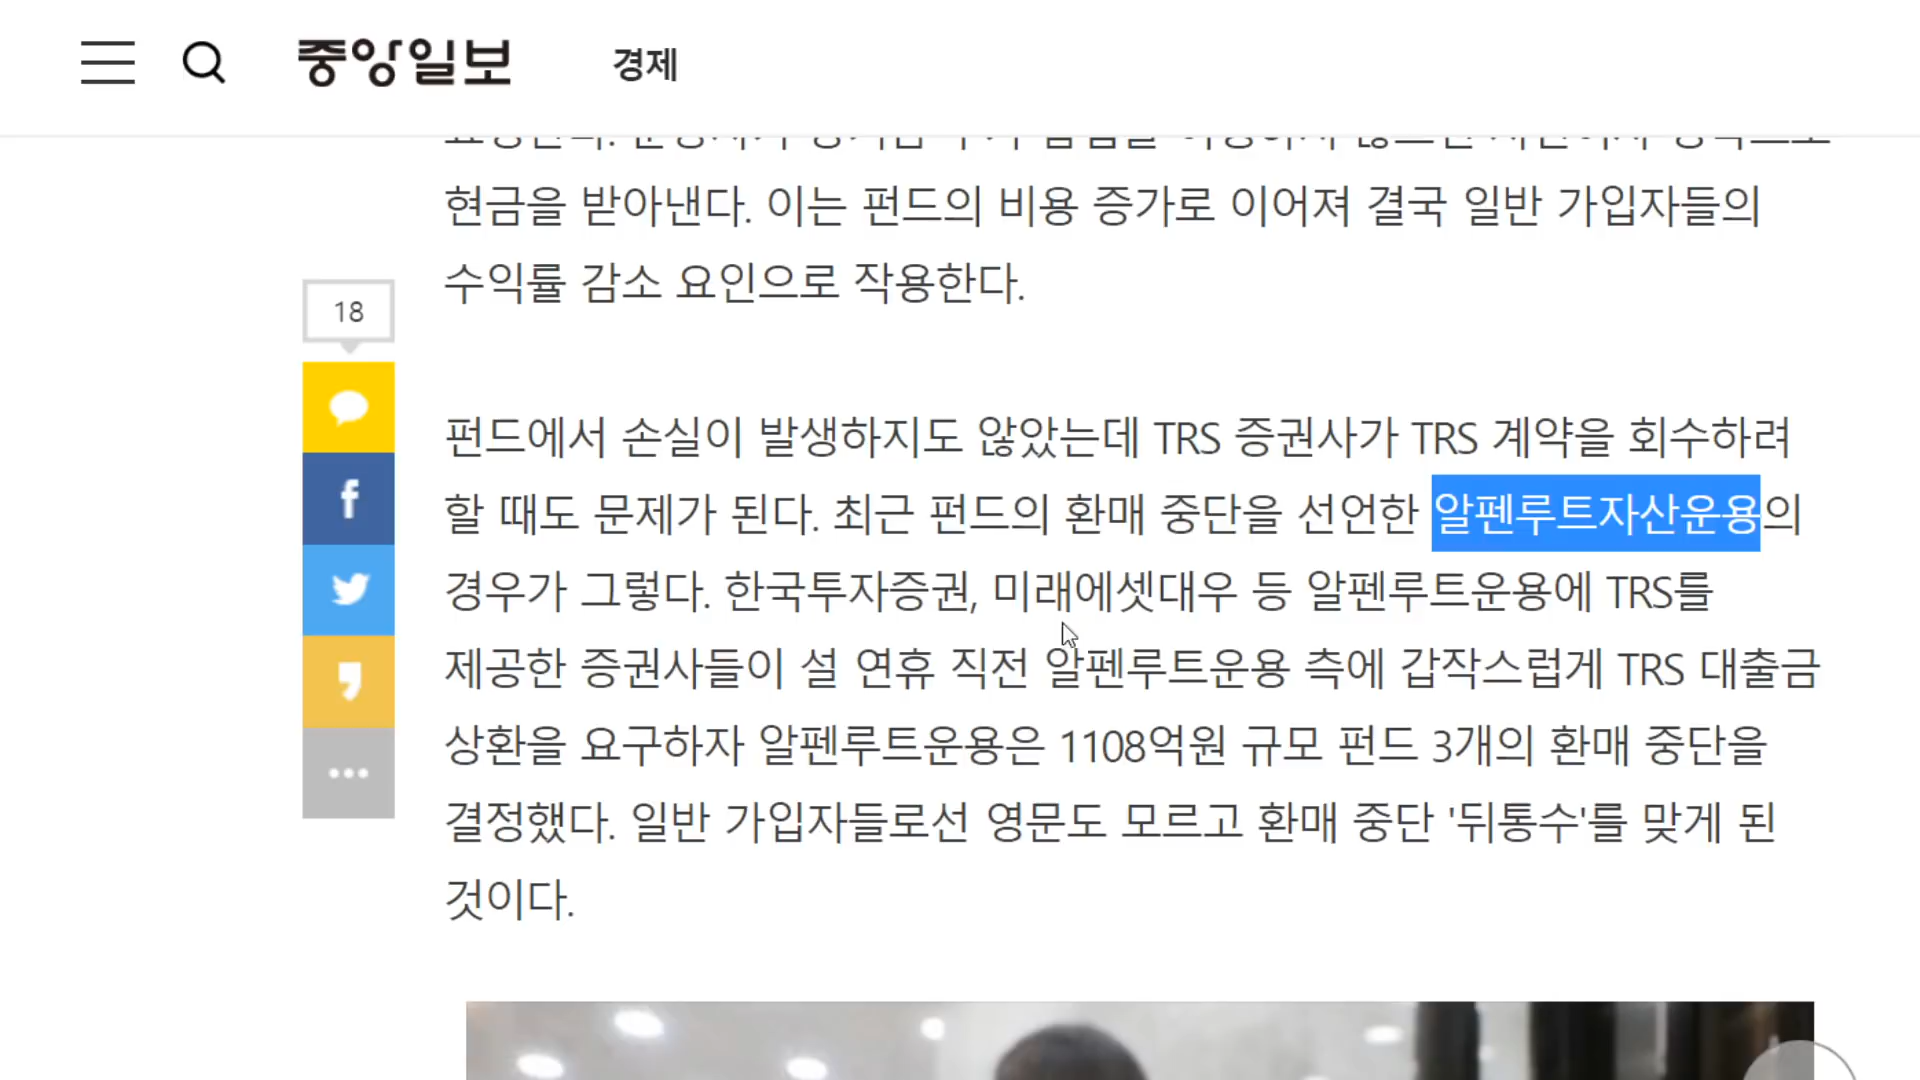 중앙일보 경제
현금을 받아낸다. 이는 펀드의 비용 증가로 이어져 결국 일반 가입자들의
수익률 감소 요인으로 작용한다.
18
펀드에서 손실이 발생하지도 않았는데 TRS 증권사가 TRS 계약을 회수하려
할 때도 문제가 된다. 최근 펀드의 환매 중단을 선언한 알펜루트자산운용의
경우가 그렇다. 한국투자증권, 미래에셋대우 등 알펜루트운용에 TRS를
제공한 증권사들이 설 연휴 직전 알펜루트운용 측에 갑작스럽게 TRS 대출금
상환을 요구하자 알펜루트운용은 1108억원 규모 펀드 3개의 환매 중단을
결정했다. 일반 가입자들로선 영문도 모르고 환매 중단 '뒤통수'를 맞게 된
것이다.